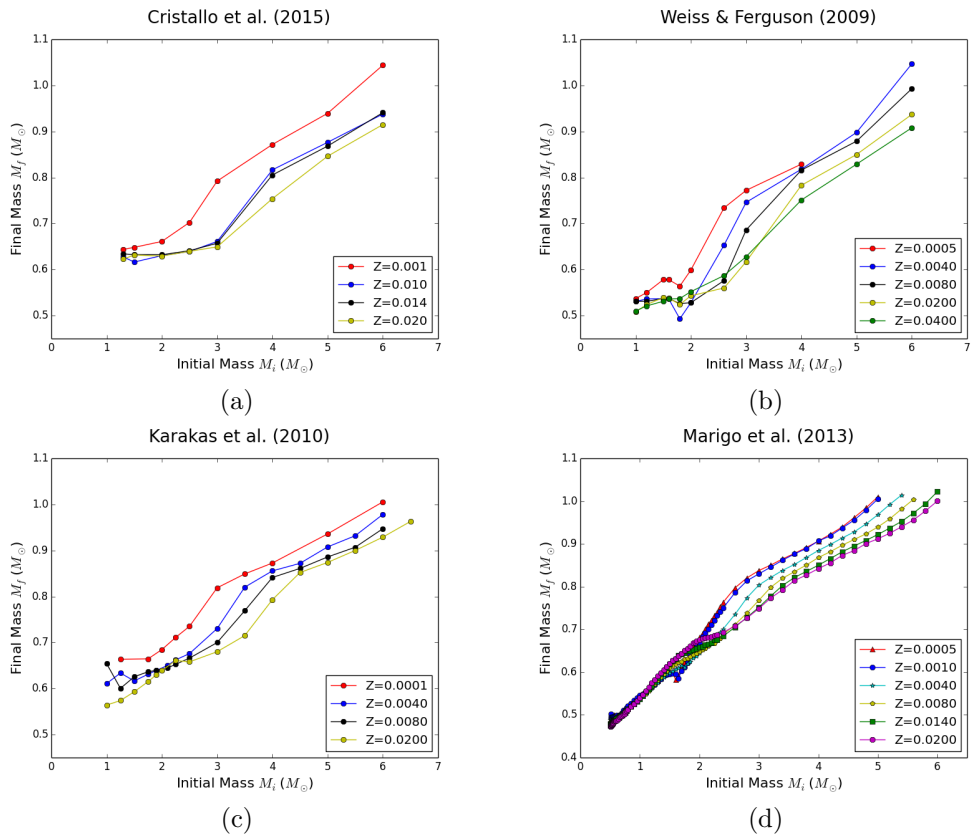 Cristallo et al. (2015)
1.1
1.0
0.9
0.8
0.7
0.6
0.5
Final Mass M_f (M_☉)
Z=0.001
Z=0.010
Z=0.014
Z=0.020
0 1 2 3 4 5 6 7
Initial Mass M_i (M_☉)
(a)
Weiss & Ferguson (2009)
1.1
1.0
0.9
0.8
0.7
0.6
0.5
Final Mass M_f (M_☉)
Z=0.0005
Z=0.0040
Z=0.0080
Z=0.0200
Z=0.0400
0 1 2 3 4 5 6 7
Initial Mass M_i (M_☉)
(b)
Karakas et al. (2010)
1.1
1.0
0.9
0.8
0.7
0.6
0.5
Final Mass M_f (M_☉)
Z=0.0001
Z=0.0040
Z=0.0080
Z=0.0200
0 1 2 3 4 5 6 7
Initial Mass M_i (M_☉)
(c)
Marigo et al. (2013)
1.1
1.0
0.9
0.8
0.7
0.6
0.5
0.4
Final Mass M_f (M_☉)
Z=0.0005
Z=0.0010
Z=0.0040
Z=0.0080
Z=0.0140
Z=0.0200
0 1 2 3 4 5 6
Initial Mass M_i (M_☉)
(d)